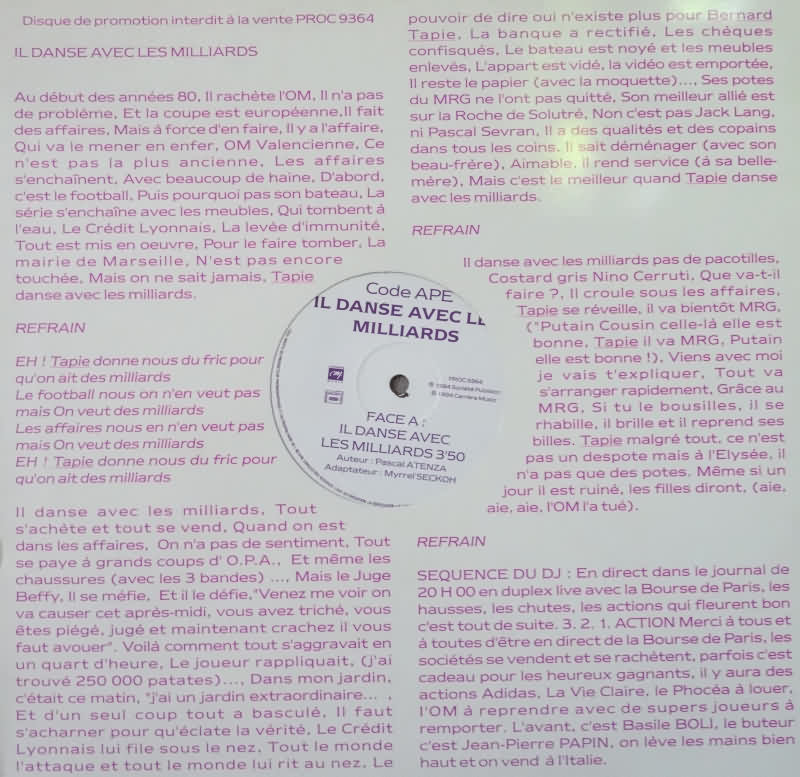 Disque de promotion interdit à la vente PROC 9364
IL DANSE AVEC LES MILLIARDS
Au début des années 80, Il rachète l'OM, Il n'a pas
de problème, Et la coupe est européenne,Il fait
des affaires, Mais à force d'en faire, Il y a l'affaire,
Qui va le mener en enfer, OM Valencienne, Ce
n'est pas la plus ancienne, Les affaires
s'enchaînent, Avec beaucoup de haine, D'abord,
c'est le football, Puis pourquoi pas son bateau, La
série s'enchaîne avec les meubles, Qui tombent à
l'eau, Le Crédit Lyonnais, La levée d'immunité,
Tout est mis en oeuvre, Pour le faire tomber, La
mairie de Marseille, N'est pas encore
touchée, Mais on ne sait jamais, Tapie
danse avec les milliards.
REFRAIN
EH ! Tapie donne nous du fric pour
qu'on ait des milliards
Le football nous on n'en veut pas
mais On veut des milliards
Les affaires nous en n'en veut pas
mais On veut des milliards
EH ! Tapie donne nous du fric pour
qu'on ait des milliards
Il danse avec les milliards, Tout
s'achète et tout se vend, Quand on est
dans les affaires, On n'a pas de sentiment, Tout
se paye à grands coups d' O.P.A., Et même les
chaussures (avec les 3 bandes) ..., Mais le Juge
Beffy, Il se méfie, Et il le défie,"Venez me voir on
va causer cet après-midi, vous avez triché, vous
êtes piégé, jugé et maintenant crachez il vous
faut avouer". Voilà comment tout s'aggravait en
un quart d'heure, Le joueur rappliquait, (j'ai
trouvé 250 000 patates)..., Dans mon jardin,
c'était ce matin, "j'ai un jardin extraordinaire... ,
Et d'un seul coup tout a basculé, Il faut
s'acharner pour qu'éclate la vérité, Le Crédit
Lyonnais lui file sous le nez, Tout le monde
l'attaque et tout le monde lui rit au nez, Le
pouvoir de dire oui n'existe plus pour Bernard
Tapie, La banque a rectifié, Les chèques
confisqués, Le bateau est noyé et les meubles
enlevés, L'appart est vidé, la vidéo est emportée,
Il reste le papier (avec la moquette)..., Ses potes
du MRG ne l'ont pas quitté, Son meilleur allié est
sur la Roche de Solutré, Non c'est pas Jack Lang,
ni Pascal Sevran, Il a des qualités et des copains
dans tous les coins. Il sait déménager (avec son
beau-frère), Aimable, il rend service (à sa belle-
mère), Mais c'est le meilleur quand Tapie danse
avec les milliards.
REFRAIN
Il danse avec les milliards pas de pacotilles,
Costard gris Nino Cerruti, Que va-t-il
faire ?, Il croule sous les affaires,
Tapie se réveille, il va bientôt MRG,
("Putain Cousin celle-là elle est
bonne, Tapie il va MRG, Putain
elle est bonne !), Viens avec moi
je vais t'expliquer, Tout va
s'arranger rapidement, Grâce au
MRG, Si tu le bousilles, il se
rhabille, il brille et il reprend ses
billes. Tapie malgré tout, ce n'est
pas un despote mais à l'Elysée, il
n'a pas que des potes. Même si un
jour il est ruiné, les filles diront, (aie,
aie, aie, l'OM l'a tué).
REFRAIN
SEQUENCE DU DJ : En direct dans le journal de
20 H 00 en duplex live avec la Bourse de Paris, les
hausses, les chutes, les actions qui fleurent bon
c'est tout de suite. 3. 2. 1. ACTION Merci à tous et
à toutes d'être en direct de la Bourse de Paris, les
sociétés se vendent et se rachètent, parfois c'est
cadeau pour les heureux gagnants, il y aura des
actions Adidas, La Vie Claire, le Phocéa à louer,
l'OM à reprendre avec de supers joueurs à
remporter. L'avant, c'est Basile BOLI, le buteur
c'est Jean-Pierre PAPIN, on lève les mains bien
haut et on vend à l'Italie.
Code APE
IL DANSE AVEC LE
MILLIARDS
PROC 9364
℗ 1994 Société Publison
© 1994 Carrere Music
FACE A :
IL DANSE AVEC
LES MILLIARDS 3'50
Auteur : Pascal ATENZA
Adaptateur : Myrrel SECKOH